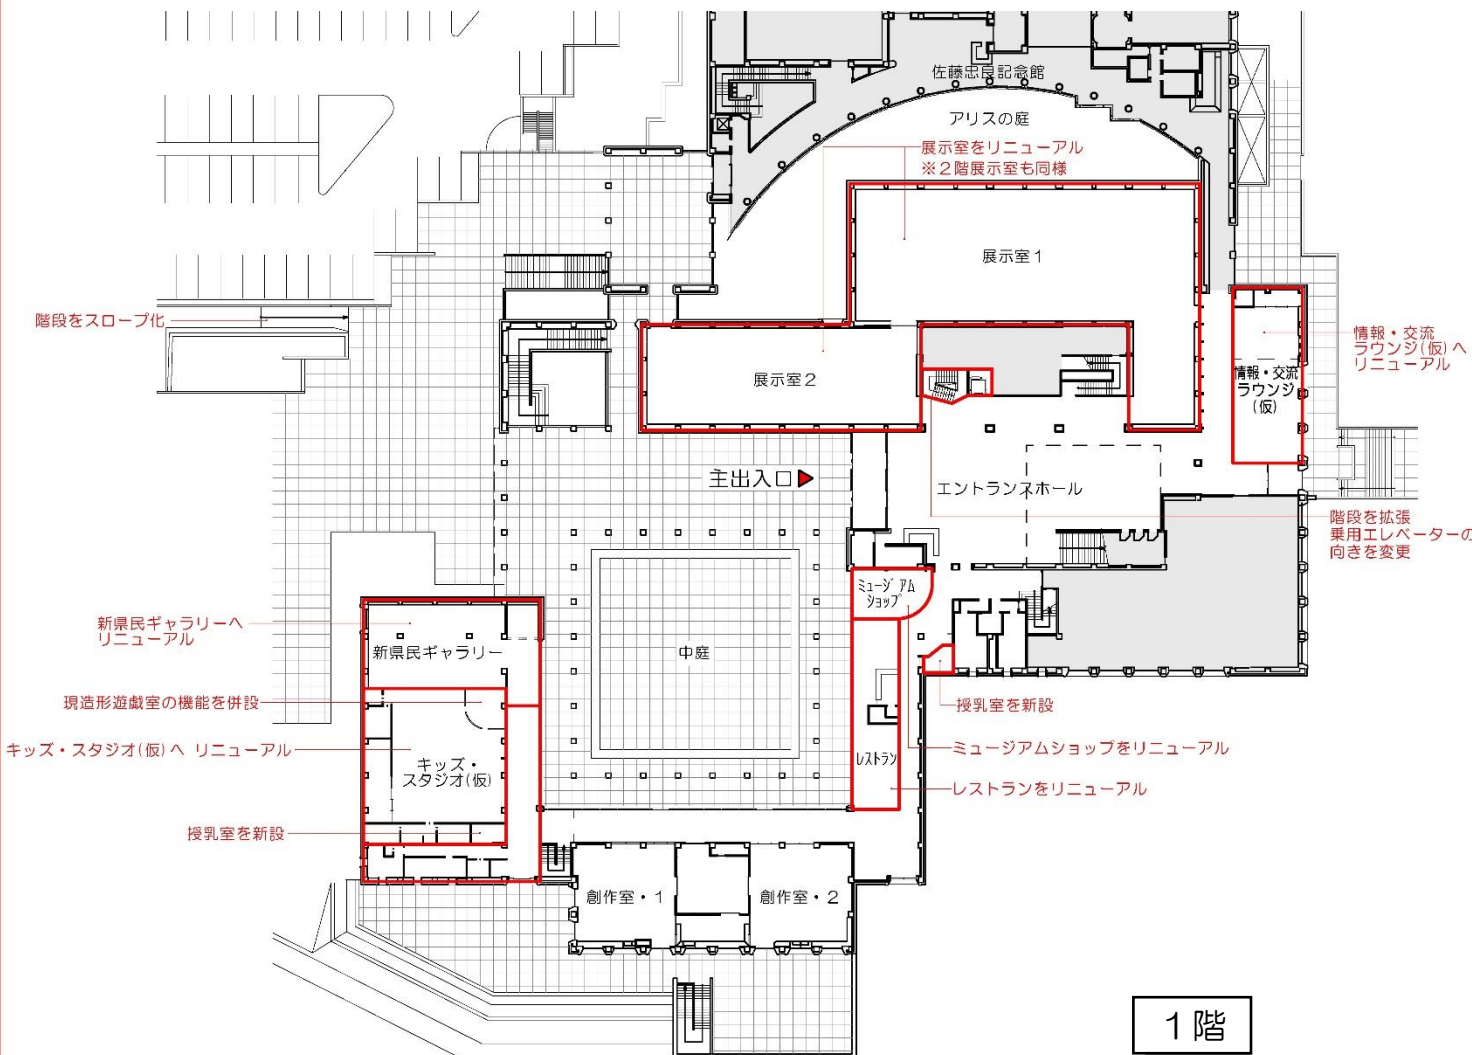 佐藤忠良記念館
アリスの庭
展示室をリニューアル
※2階展示室も同様
展示室1
階段をスロープ化
情報・交流
ラウンジ(仮)へ
リニューアル
情報・交流
ラウンジ
(仮)
展示室2
主出入口
エントランスホール
階段を拡張
乗用エレベーターの
向きを変更
ミュージアム
ショップ
新県民ギャラリーへ
リニューアル
新県民ギャラリー
中庭
現造形遊戯室の機能を併設
授乳室を新設
キッズ・スタジオ(仮)へ リニューアル
キッズ・
スタジオ(仮)
レストラン
ミュージアムショップをリニューアル
レストランをリニューアル
授乳室を新設
創作室・1
創作室・2
1階